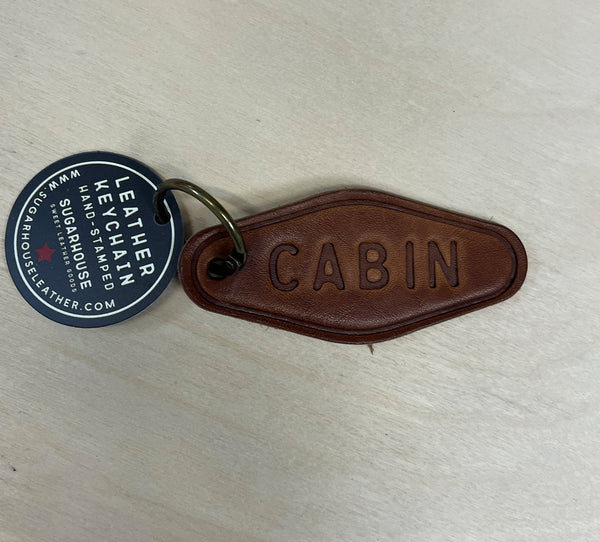 LEATHER
KEYCHAIN
HAND-STAMPED
SUGARHOUSE
SWEET LEATHER GOODS
WWW.SUGARHOUSELEATHER.COM
CABIN